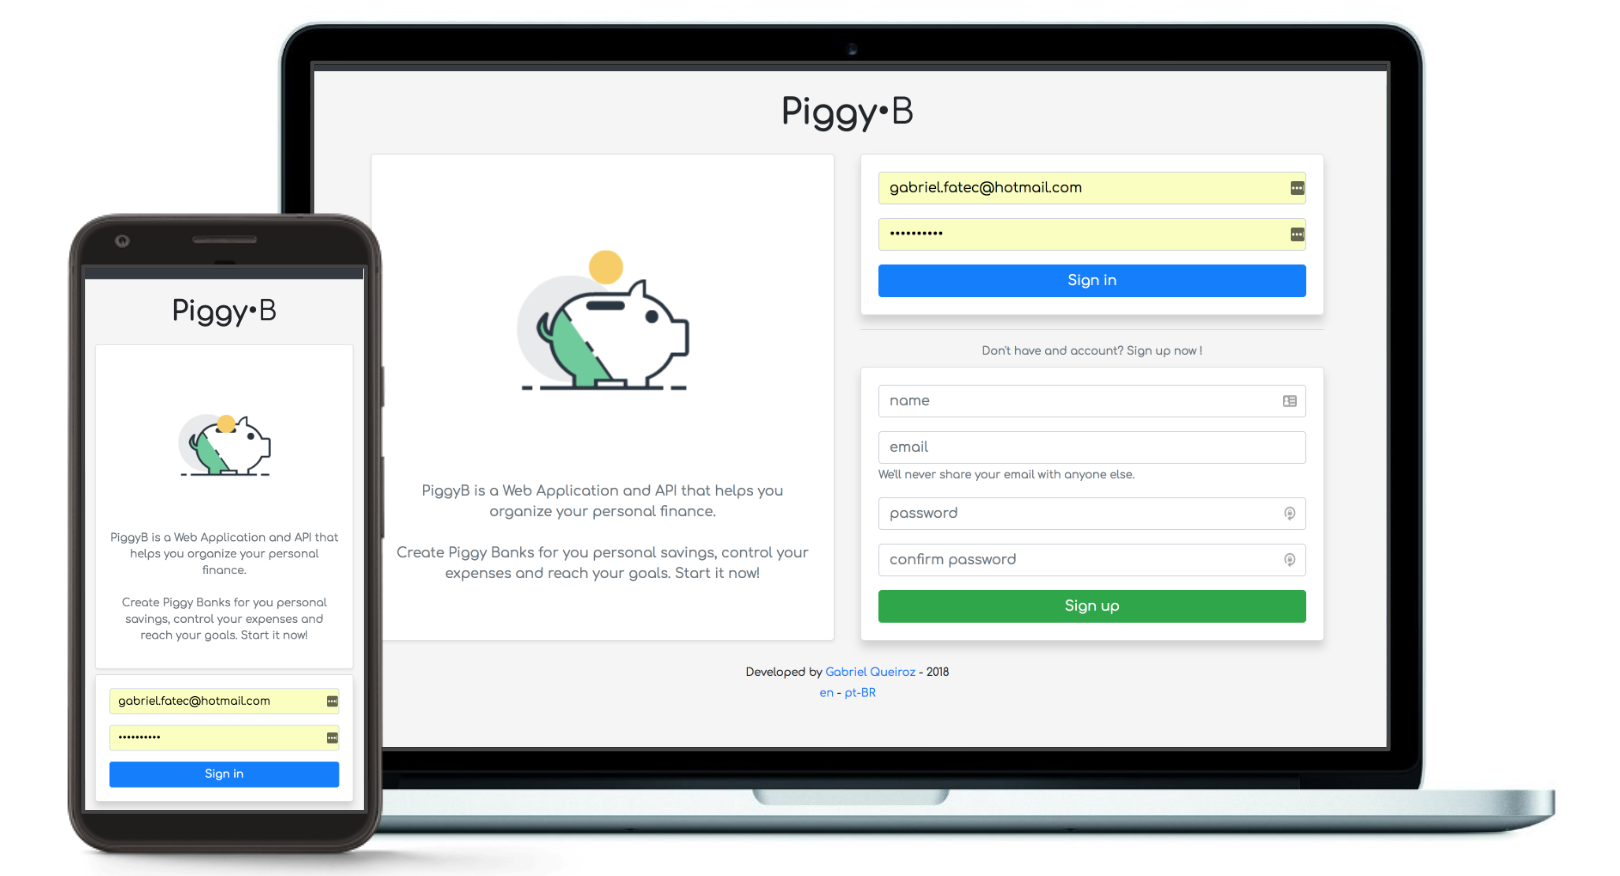 Piggy•B
gabriel.fatec@hotmail.com
••••••••••
Sign in
Don't have and account? Sign up now !
name
email
We'll never share your email with anyone else.
password
confirm password
Sign up
PiggyB is a Web Application and API that helps you
organize your personal finance.
Create Piggy Banks for you personal savings, control your
expenses and reach your goals. Start it now!
Developed by Gabriel Queiroz - 2018
en - pt-BR
Piggy•B
PiggyB is a Web Application and API that
helps you organize your personal
finance.
Create Piggy Banks for you personal
savings, control your expenses and
reach your goals. Start it now!
gabriel.fatec@hotmail.com
••••••••••
Sign in